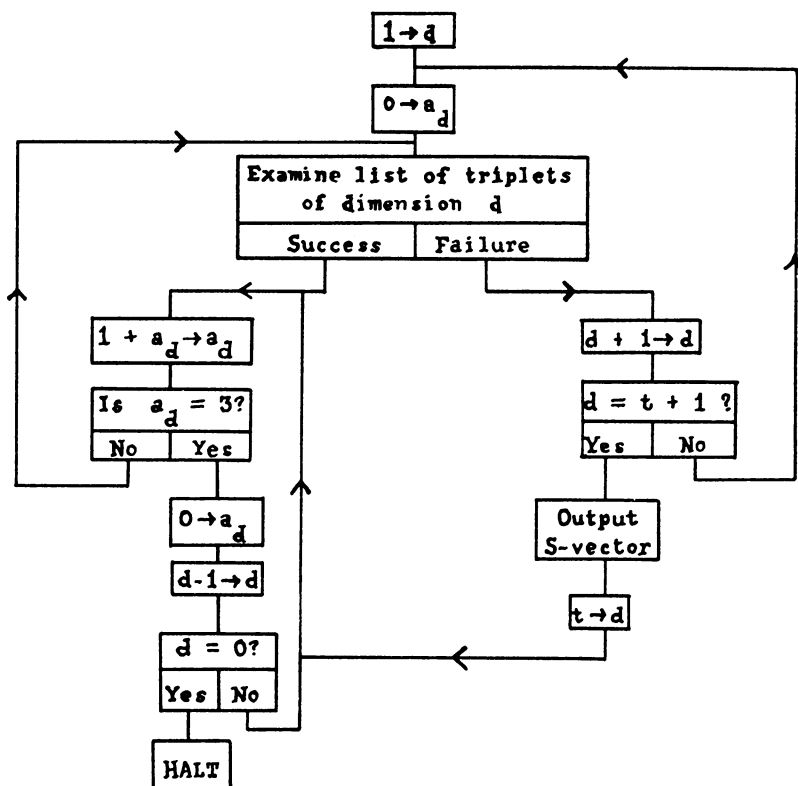 1→d
0→a_d
Examine list of triplets
of dimension d
Success Failure
1 + a_d→a_d
Is a_d = 3?
No Yes
0→a_d
d-1→d
d = 0?
Yes No
HALT
d + 1→d
d = t + 1 ?
Yes No
Output
S-vector
t→d